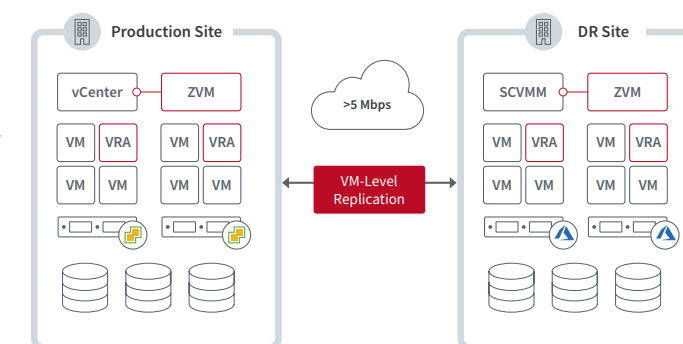 Production Site
DR Site
vCenter
ZVM
>5 Mbps
SCVMM
ZVM
VM
VRA
VM
VRA
VM
VRA
VM
VRA
VM
VM
VM
VM
VM-Level
Replication
VM
VM
VM
VM